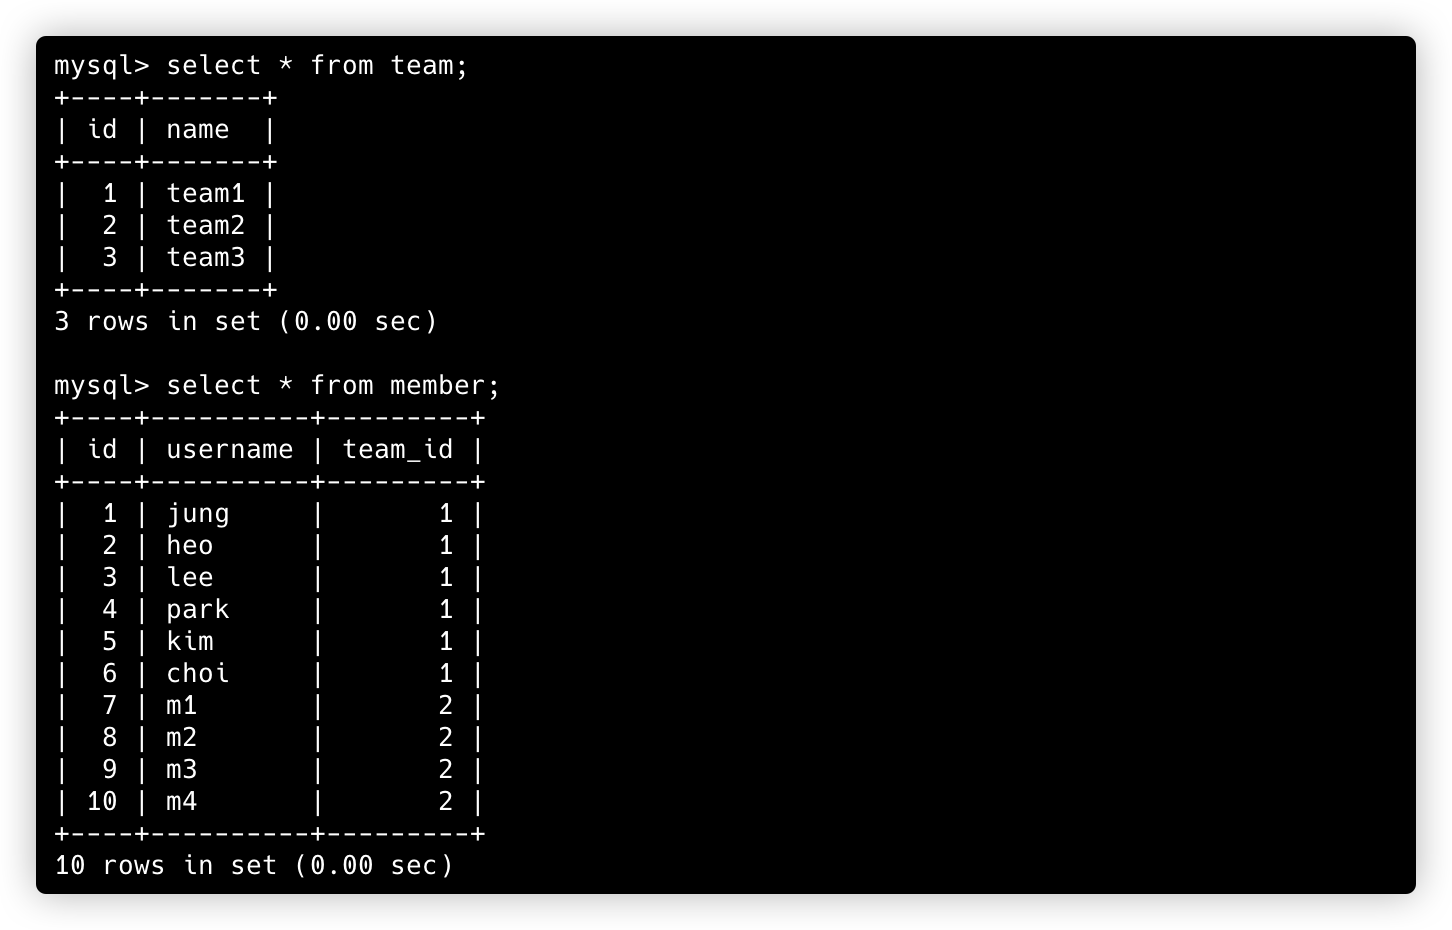 mysql> select * from team;
+----+-------+
| id | name  |
+----+-------+
|  1 | team1 |
|  2 | team2 |
|  3 | team3 |
+----+-------+
3 rows in set (0.00 sec)

mysql> select * from member;
+----+----------+---------+
| id | username | team_id |
+----+----------+---------+
|  1 | jung     |       1 |
|  2 | heo      |       1 |
|  3 | lee      |       1 |
|  4 | park     |       1 |
|  5 | kim      |       1 |
|  6 | choi     |       1 |
|  7 | m1       |       2 |
|  8 | m2       |       2 |
|  9 | m3       |       2 |
| 10 | m4       |       2 |
+----+----------+---------+
10 rows in set (0.00 sec)